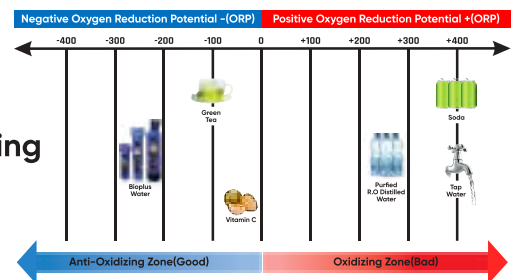 Negative Oxygen Reduction Potential -(ORP)
Positive Oxygen Reduction Potential +(ORP)
-400 -300 -200 -100 0 +100 +200 +300 +400
Green
Tea
Soda
ing
Bioplus
Water
Purfied
R.O Distilled
Water
Tap
Water
Vitamin C
Anti-Oxidizing Zone(Good)
Oxidizing Zone(Bad)